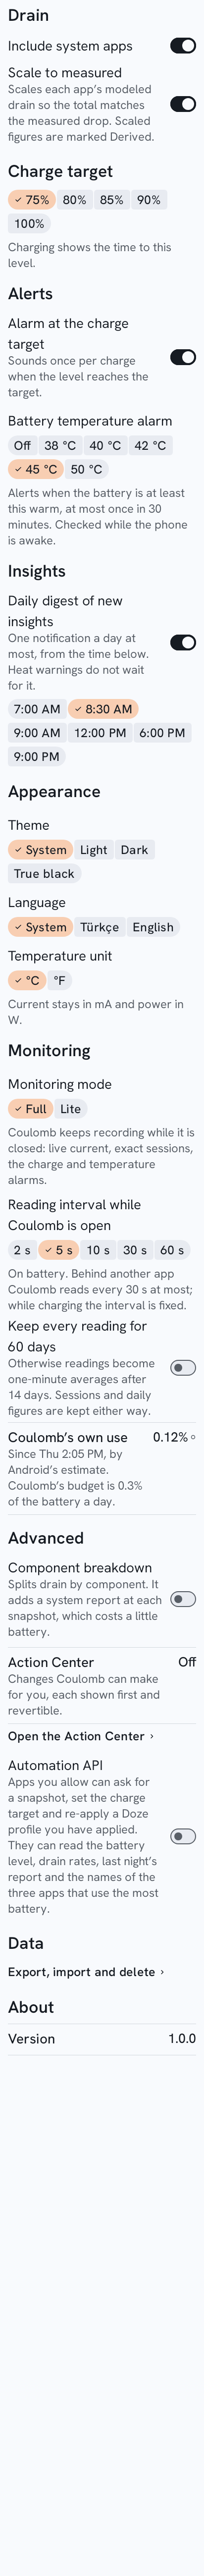 Drain
Include system apps
Scale to measured
Scales each app's modeled
drain so the total matches
the measured drop. Scaled
figures are marked Derived.
Charge target
✓ 75% 80% 85% 90%
100%
Charging shows the time to this
level.
Alerts
Alarm at the charge
target
Sounds once per charge
when the level reaches the
target.
Battery temperature alarm
Off 38 °C 40 °C 42 °C
✓ 45 °C 50 °C
Alerts when the battery is at least
this warm, at most once in 30
minutes. Checked while the phone
is awake.
Insights
Daily digest of new
insights
One notification a day at
most, from the time below.
Heat warnings do not wait
for it.
7:00 AM ✓ 8:30 AM
9:00 AM 12:00 PM 6:00 PM
9:00 PM
Appearance
Theme
✓ System Light Dark
True black
Language
✓ System Türkçe English
Temperature unit
✓ °C °F
Current stays in mA and power in
W.
Monitoring
Monitoring mode
✓ Full Lite
Coulomb keeps recording while it is
closed: live current, exact sessions,
the charge and temperature
alarms.
Reading interval while
Coulomb is open
2 s ✓ 5 s 10 s 30 s 60 s
On battery. Behind another app
Coulomb reads every 30 s at most;
while charging the interval is fixed.
Keep every reading for
60 days
Otherwise readings become
one-minute averages after
14 days. Sessions and daily
figures are kept either way.
Coulomb's own use 0.12%
Since Thu 2:05 PM, by
Android's estimate.
Coulomb's budget is 0.3%
of the battery a day.
Advanced
Component breakdown
Splits drain by component. It
adds a system report at each
snapshot, which costs a little
battery.
Action Center Off
Changes Coulomb can make
for you, each shown first and
revertible.
Open the Action Center ›
Automation API
Apps you allow can ask for
a snapshot, set the charge
target and re-apply a Doze
profile you have applied.
They can read the battery
level, drain rates, last night's
report and the names of the
three apps that use the most
battery.
Data
Export, import and delete ›
About
Version 1.0.0